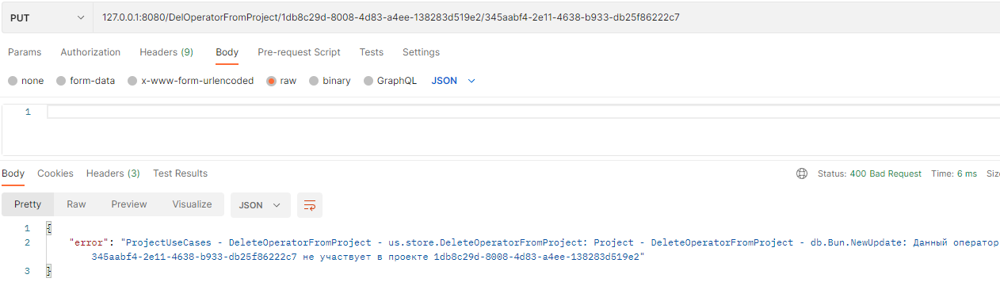 PUT 127.0.0.1:8080/DelOperatorFromProject/1db8c29d-8008-4d83-a4ee-138283d519e2/345aabf4-2e11-4638-b933-db25f86222c7
Params Authorization Headers (9) Body Pre-request Script Tests Settings
none form-data x-www-form-urlencoded raw binary GraphQL JSON
1
Body Cookies Headers (3) Test Results Status: 400 Bad Request Time: 6 ms Siz
Pretty Raw Preview Visualize JSON
1 {
2 "error": "ProjectUseCases - DeleteOperatorFromProject - us.store.DeleteOperatorFromProject: Project - DeleteOperatorFromProject - db.Bun.NewUpdate: Данный оператор
345aabf4-2e11-4638-b933-db25f86222c7 не участвует в проекте 1db8c29d-8008-4d83-a4ee-138283d519e2"
3 }